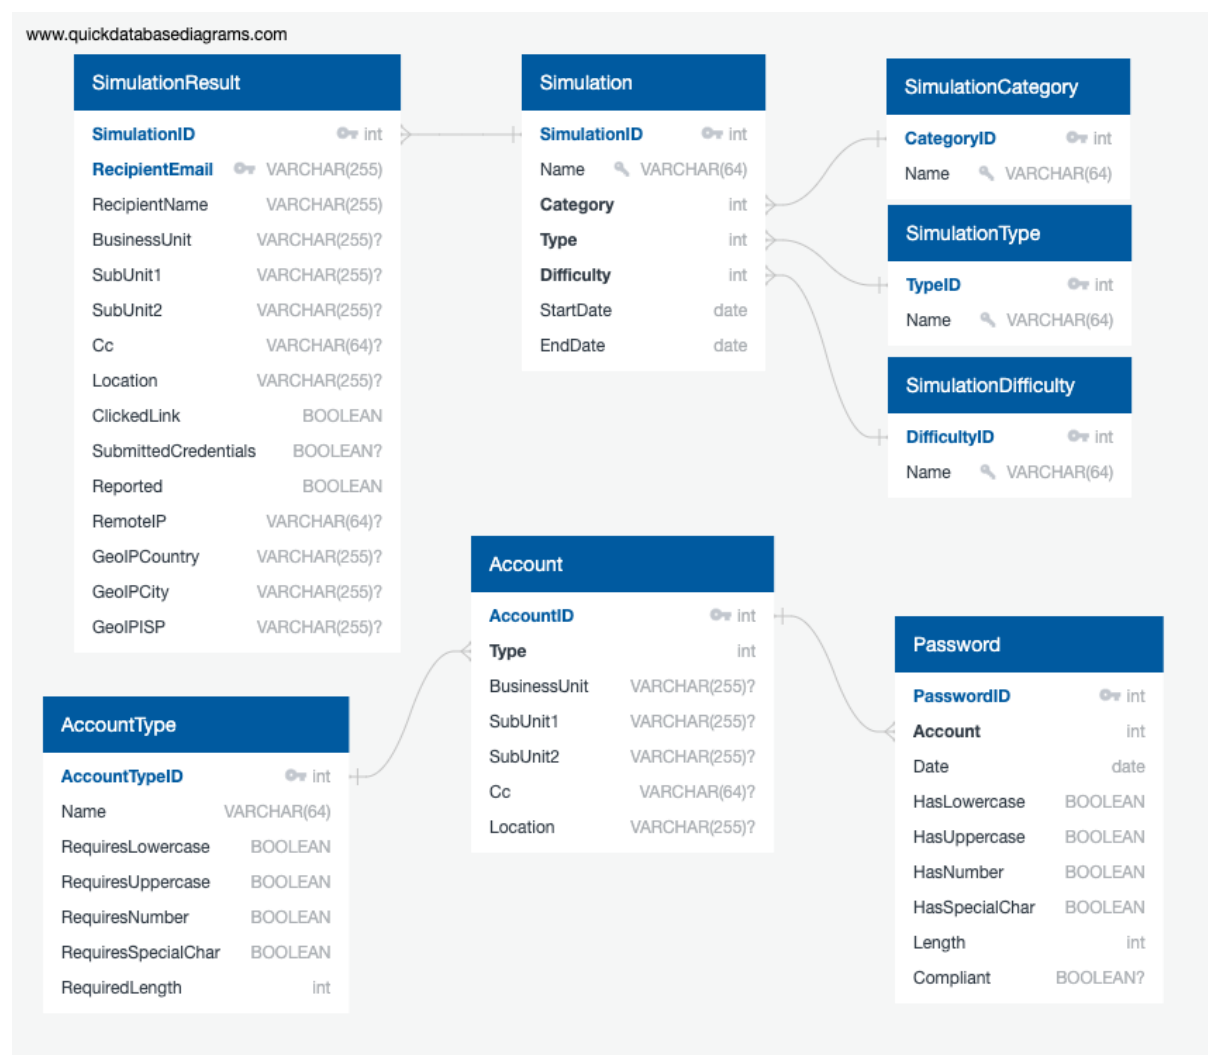 www.quickdatabasediagrams.com
SimulationResult
SimulationID int
RecipientEmail VARCHAR(255)
RecipientName VARCHAR(255)
BusinessUnit VARCHAR(255)?
SubUnit1 VARCHAR(255)?
SubUnit2 VARCHAR(255)?
Cc VARCHAR(64)?
Location VARCHAR(255)?
ClickedLink BOOLEAN
SubmittedCredentials BOOLEAN?
Reported BOOLEAN
RemoteIP VARCHAR(64)?
GeoIPCountry VARCHAR(255)?
GeoIPCity VARCHAR(255)?
GeoIPISP VARCHAR(255)?
Simulation
SimulationID int
Name VARCHAR(64)
Category int
Type int
Difficulty int
StartDate date
EndDate date
SimulationCategory
CategoryID int
Name VARCHAR(64)
SimulationType
TypeID int
Name VARCHAR(64)
SimulationDifficulty
DifficultyID int
Name VARCHAR(64)
Account
AccountID int
Type int
BusinessUnit VARCHAR(255)?
SubUnit1 VARCHAR(255)?
SubUnit2 VARCHAR(255)?
Cc VARCHAR(64)?
Location VARCHAR(255)?
Password
PasswordID int
Account int
Date date
HasLowercase BOOLEAN
HasUppercase BOOLEAN
HasNumber BOOLEAN
HasSpecialChar BOOLEAN
Length int
Compliant BOOLEAN?
AccountType
AccountTypeID int
Name VARCHAR(64)
RequiresLowercase BOOLEAN
RequiresUppercase BOOLEAN
RequiresNumber BOOLEAN
RequiresSpecialChar BOOLEAN
RequiredLength int